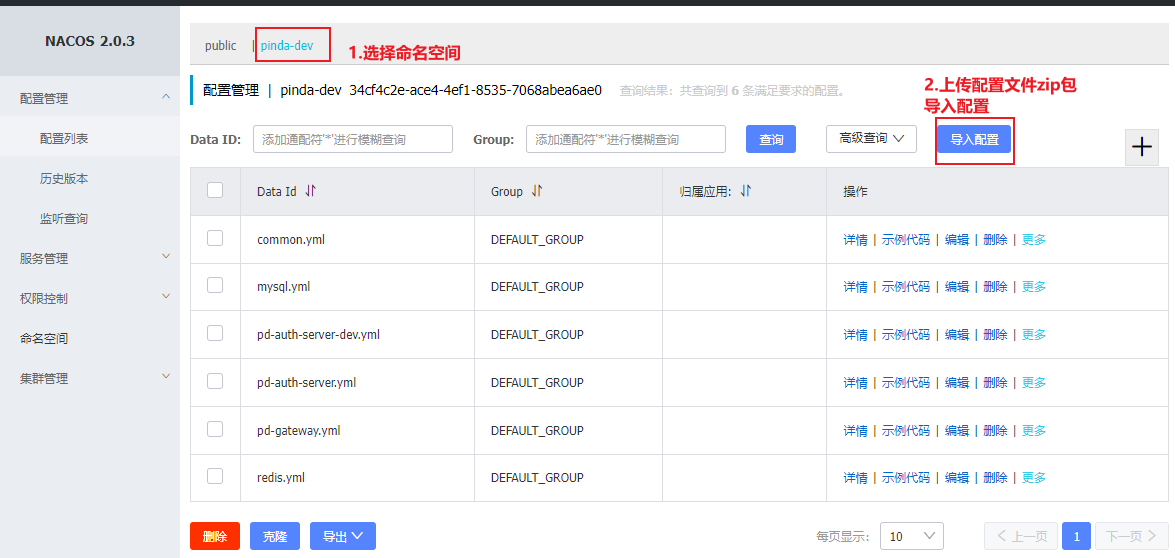 NACOS 2.0.3
配置管理
配置列表
历史版本
监听查询
服务管理
权限控制
命名空间
集群管理
public | pinda-dev
1.选择命名空间
配置管理 | pinda-dev 34cf4c2e-ace4-4ef1-8535-7068abea6ae0 查询结果：共查询到 6 条满足要求的配置。
2.上传配置文件zip包
导入配置
Data ID: 添加通配符'*'进行模糊查询 Group: 添加通配符'*'进行模糊查询 查询 高级查询 导入配置
Data Id Group 归属应用: 操作
common.yml DEFAULT_GROUP 详情 | 示例代码 | 编辑 | 删除 | 更多
mysql.yml DEFAULT_GROUP 详情 | 示例代码 | 编辑 | 删除 | 更多
pd-auth-server-dev.yml DEFAULT_GROUP 详情 | 示例代码 | 编辑 | 删除 | 更多
pd-auth-server.yml DEFAULT_GROUP 详情 | 示例代码 | 编辑 | 删除 | 更多
pd-gateway.yml DEFAULT_GROUP 详情 | 示例代码 | 编辑 | 删除 | 更多
redis.yml DEFAULT_GROUP 详情 | 示例代码 | 编辑 | 删除 | 更多
删除 克隆 导出 每页显示: 10 上一页 1 下一页